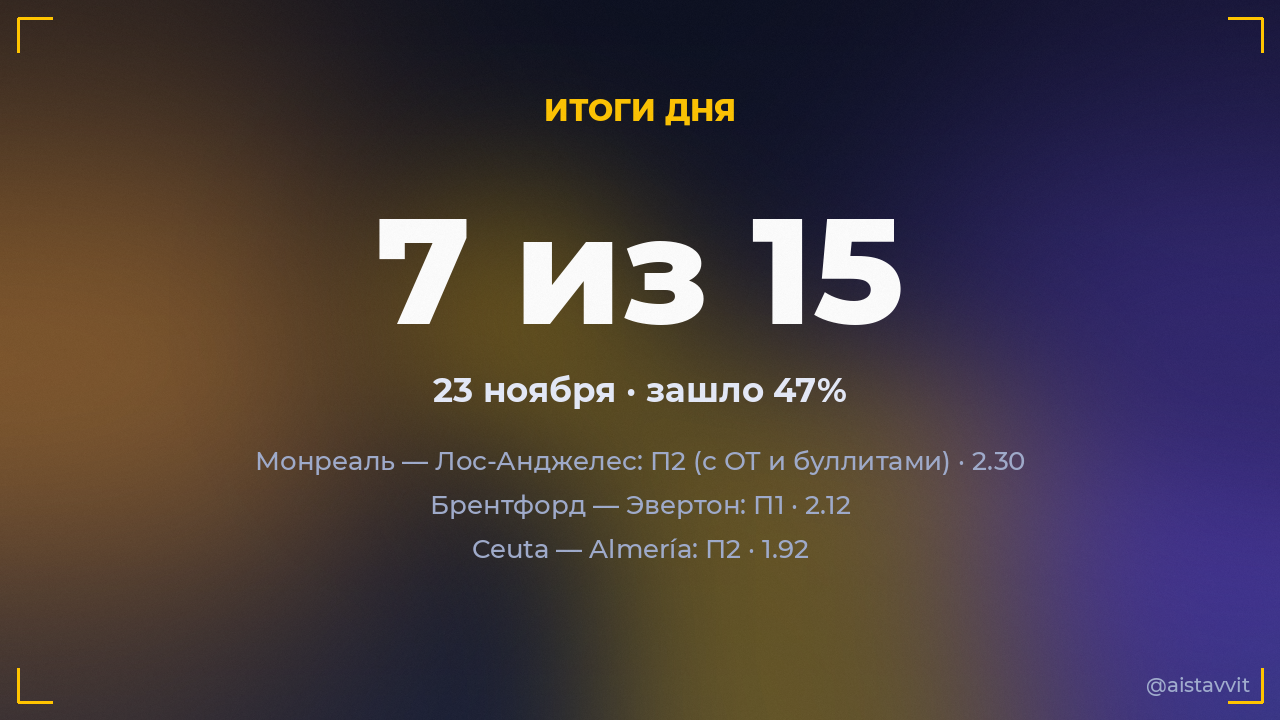 ИТОГИ ДНЯ
7 из 15
23 ноября · зашло 47%
Монреаль — Лос-Анджелес: П2 (с ОТ и буллитами) · 2.30
Брентфорд — Эвертон: П1 · 2.12
Ceuta — Almería: П2 · 1.92
@aistavvit